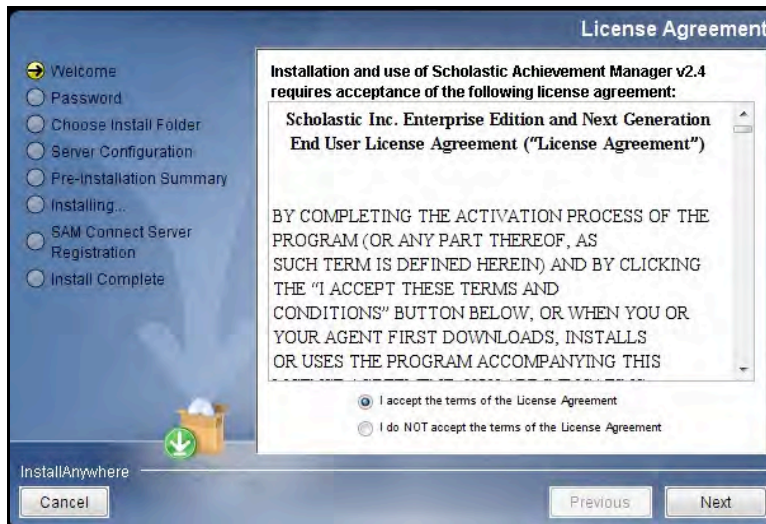 License Agreement
Welcome
Password
Choose Install Folder
Server Configuration
Pre-Installation Summary
Installing...
SAM Connect Server
Registration
Install Complete
Installation and use of Scholastic Achievement Manager v2.4
requires acceptance of the following license agreement:
Scholastic Inc. Enterprise Edition and Next Generation
End User License Agreement ("License Agreement")
BY COMPLETING THE ACTIVATION PROCESS OF THE
PROGRAM (OR ANY PART THEREOF, AS
SUCH TERM IS DEFINED HEREIN) AND BY CLICKING
THE "I ACCEPT THESE TERMS AND
CONDITIONS" BUTTON BELOW, OR WHEN YOU OR
YOUR AGENT FIRST DOWNLOADS, INSTALLS
OR USES THE PROGRAM ACCOMPANYING THIS
I accept the terms of the License Agreement
I do NOT accept the terms of the License Agreement
InstallAnywhere
Cancel
Previous
Next